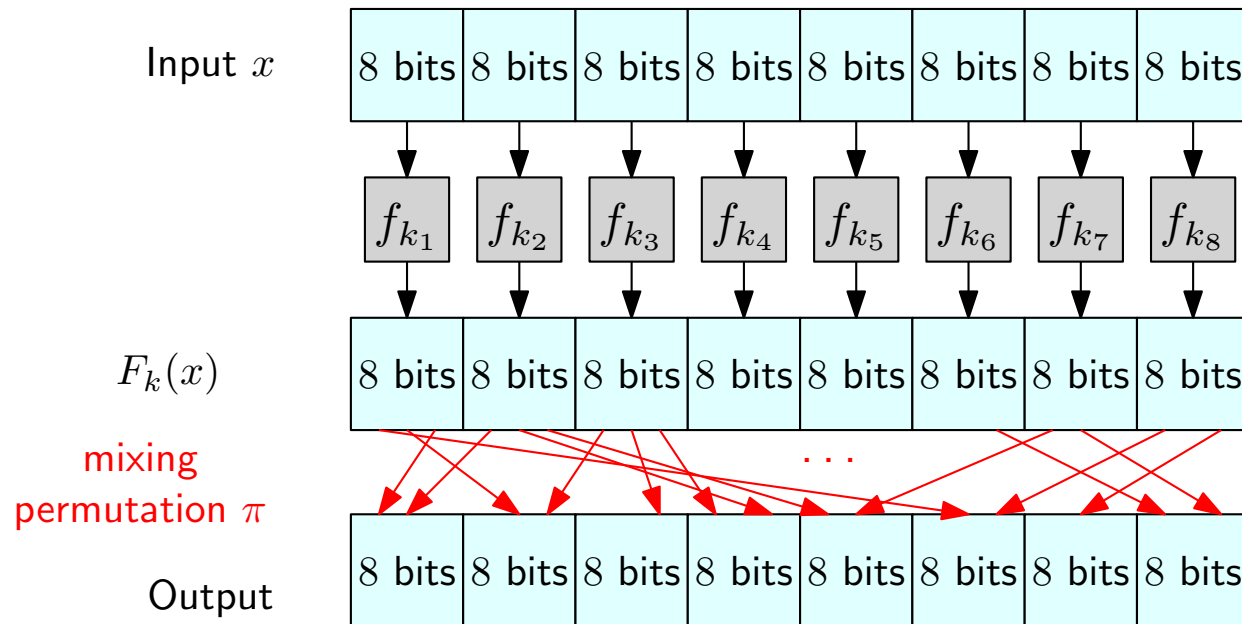 Input x 8 bits 8 bits 8 bits 8 bits 8 bits 8 bits 8 bits 8 bits
f_{k_1} f_{k_2} f_{k_3} f_{k_4} f_{k_5} f_{k_6} f_{k_7} f_{k_8}
F_k(x) 8 bits 8 bits 8 bits 8 bits 8 bits 8 bits 8 bits 8 bits
mixing
permutation π
...
Output 8 bits 8 bits 8 bits 8 bits 8 bits 8 bits 8 bits 8 bits